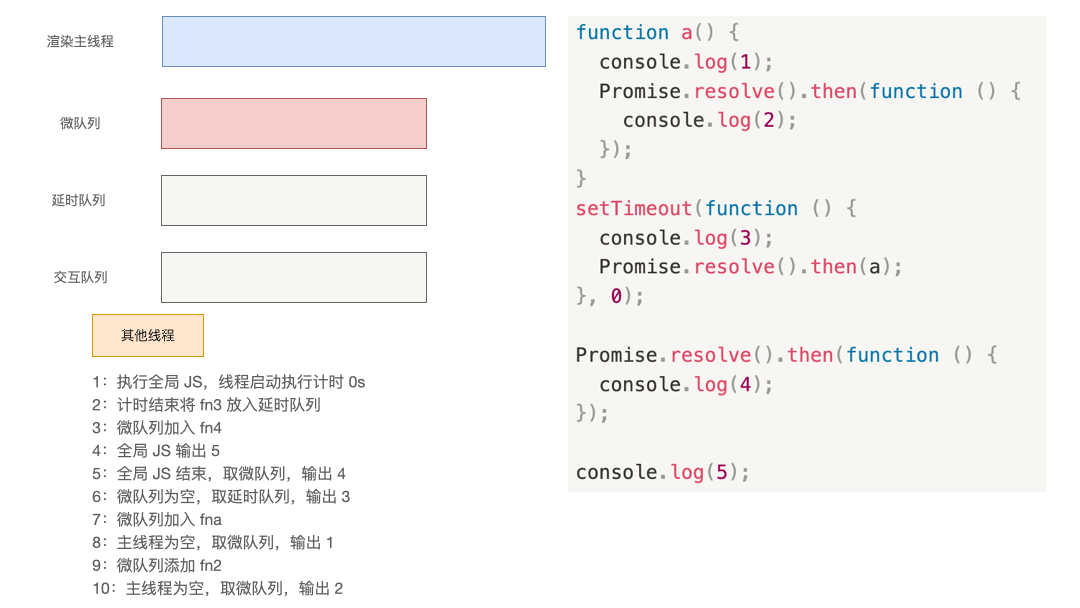 渲染主线程
微队列
延时队列
交互队列
其他线程
1：执行全局 JS，线程启动执行计时 0s
2：计时结束将 fn3 放入延时队列
3：微队列加入 fn4
4：全局 JS 输出 5
5：全局 JS 结束，取微队列，输出 4
6：微队列为空，取延时队列，输出 3
7：微队列加入 fna
8：主线程为空，取微队列，输出 1
9：微队列添加 fn2
10：主线程为空，取微队列，输出 2
function a() {
  console.log(1);
  Promise.resolve().then(function () {
    console.log(2);
  });
}
setTimeout(function () {
  console.log(3);
  Promise.resolve().then(a);
}, 0);

Promise.resolve().then(function () {
  console.log(4);
});

console.log(5);